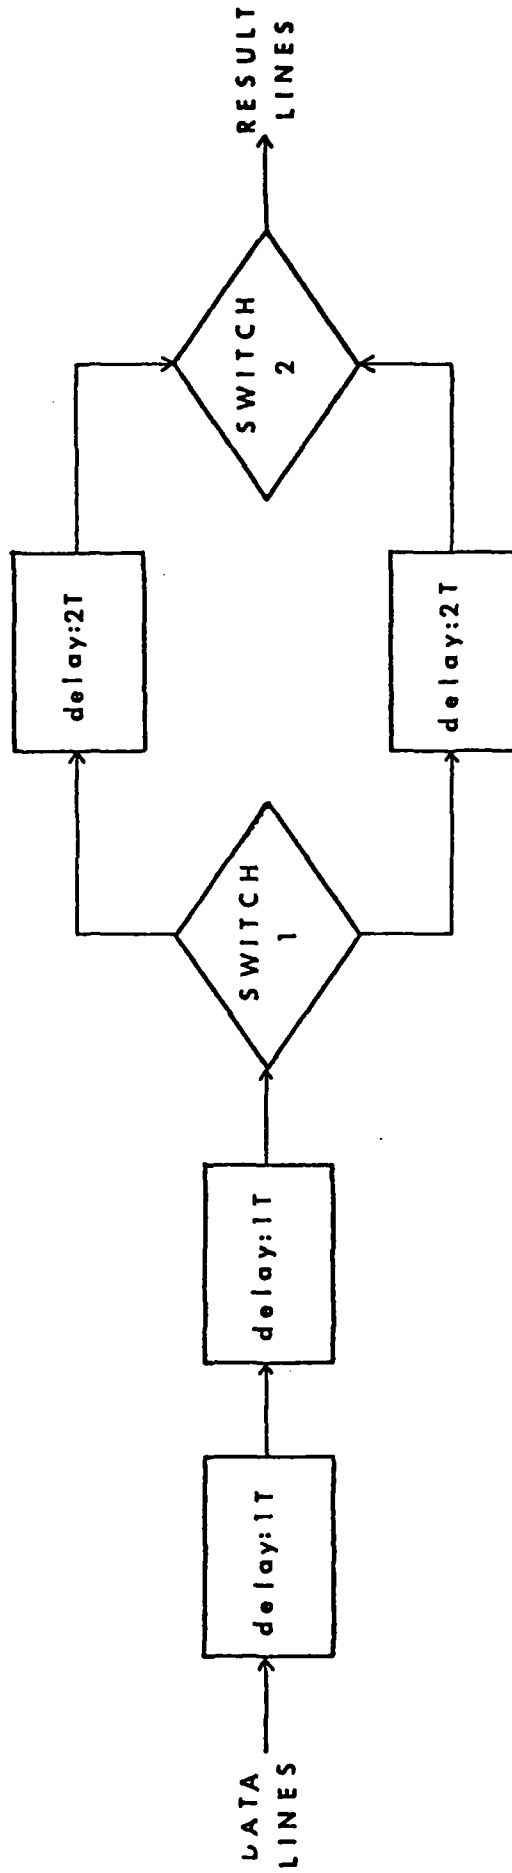 DATA
LINES
delay:1T
delay:1T
SWITCH
1
delay:2T
delay:2T
SWITCH
2
RESULT
LINES